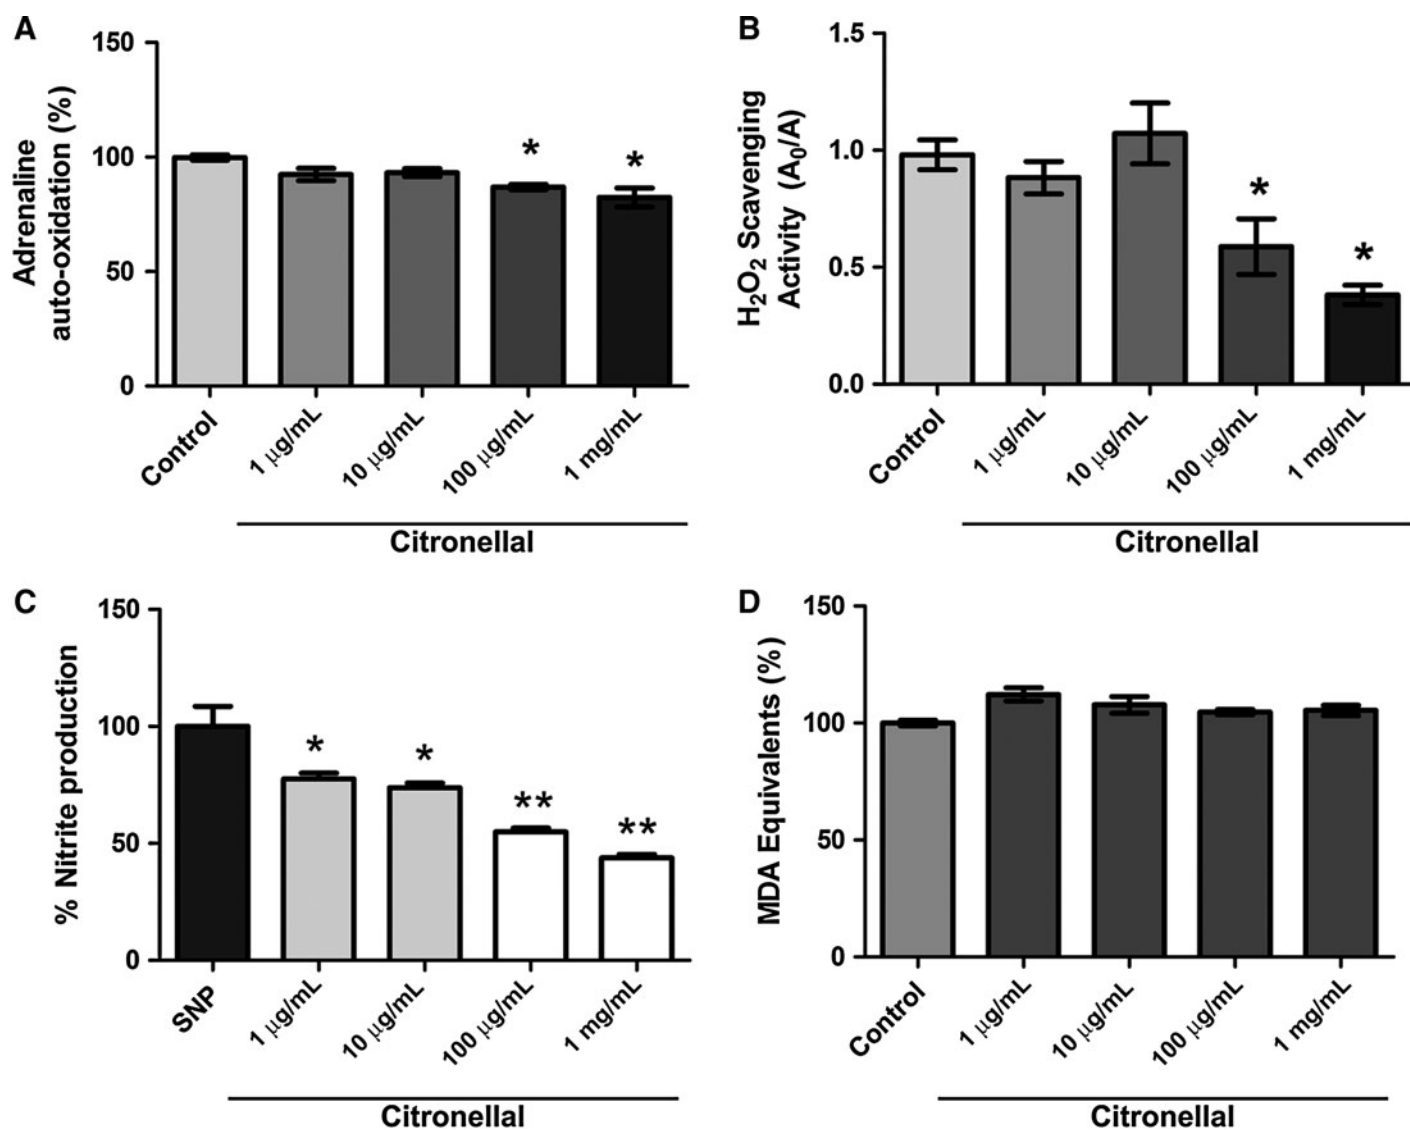 A
150
100
50
0
Adrenaline
auto-oxidation (%)
*
*
Control
1 µg/mL
10 µg/mL
100 µg/mL
1 mg/mL
Citronellal
B
1.5
1.0
0.5
0.0
H₂O₂ Scavenging
Activity (A₀/A)
*
*
Control
1 µg/mL
10 µg/mL
100 µg/mL
1 mg/mL
Citronellal
C
150
100
50
0
% Nitrite production
*
*
**
**
SNP
1 µg/mL
10 µg/mL
100 µg/mL
1 mg/mL
Citronellal
D
150
100
50
0
MDA Equivalents (%)
Control
1 µg/mL
10 µg/mL
100 µg/mL
1 mg/mL
Citronellal